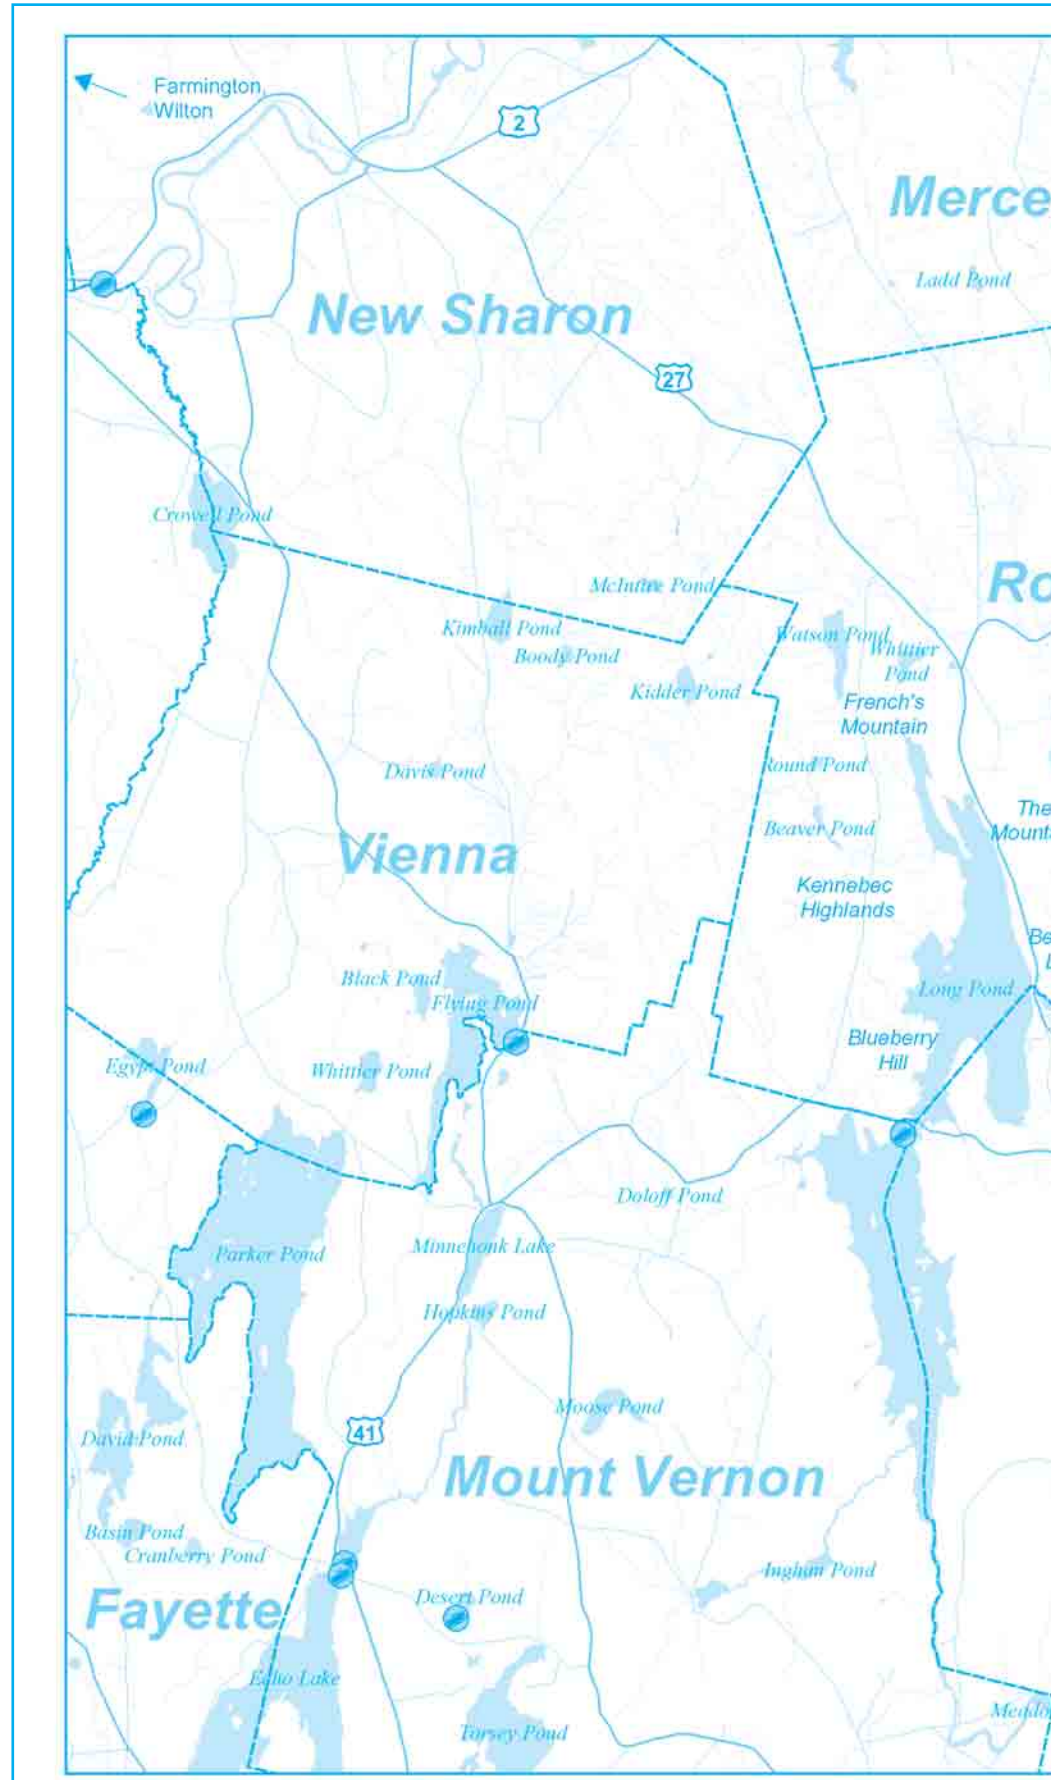 Farmington,
Wilton
2
Merce
Ladd Pond
New Sharon
27
Crowell Pond
McIntire Pond
Ro
Kimball Pond
Watson Pond
Whittier
Pond
Boody Pond
Kidder Pond
French's
Mountain
Davis Pond
Round Pond
The
Mounta
Beaver Pond
Vienna
Kennebec
Highlands
Be
L
Black Pond
Flying Pond
Long Pond
Blueberry
Hill
Egypt Pond
Whittier Pond
Doloff Pond
Parker Pond
Minnehonk Lake
Hopkins Pond
Moose Pond
41
David Pond
Mount Vernon
Basin Pond
Cranberry Pond
Ingham Pond
Fayette
Desert Pond
Echo Lake
Torsey Pond
Meado